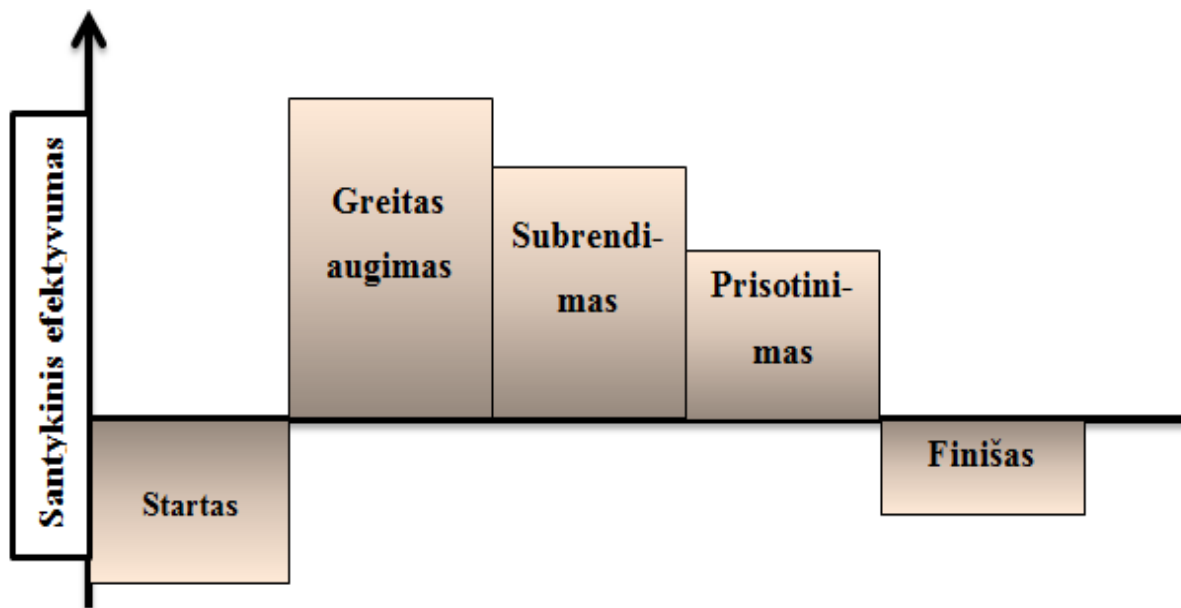 Santykinis efektyvumas
Greitas
augimas
Subrendi-
mas
Prisotini-
mas
Startas
Finišas